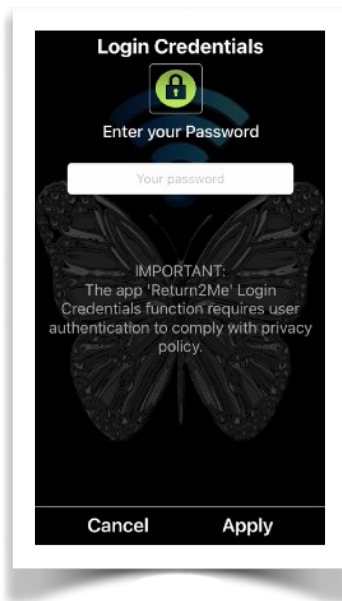 Login Credentials
Enter your Password
Your password
IMPORTANT:
The app 'Return2Me' Login
Credentials function requires user
authentication to comply with privacy
policy.
Cancel Apply